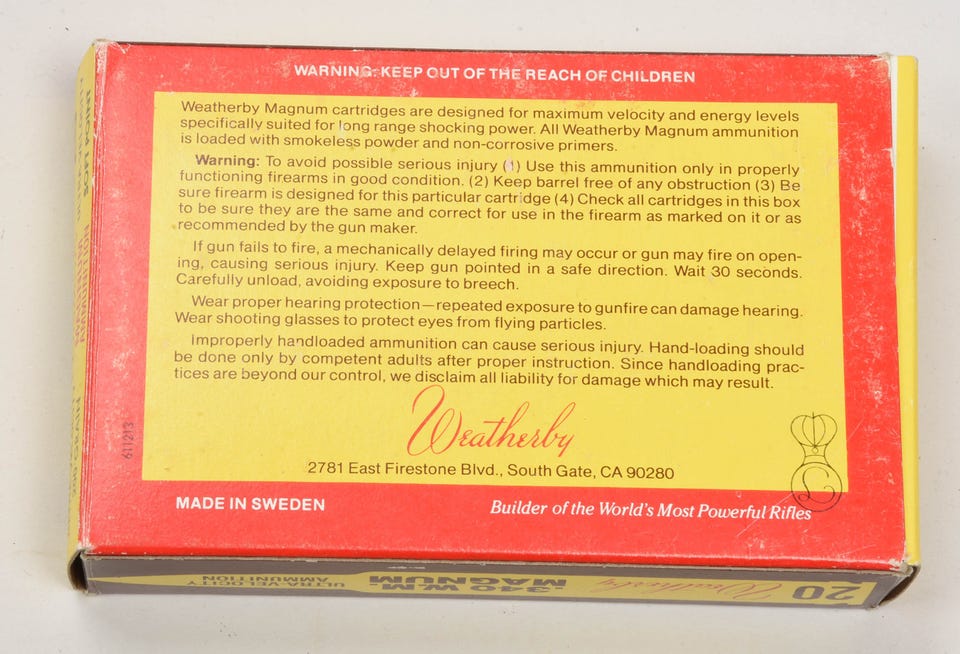 WARNING: KEEP OUT OF THE REACH OF CHILDREN
Weatherby Magnum cartridges are designed for maximum velocity and energy levels
specifically suited for long range shocking power. All Weatherby Magnum ammunition
is loaded with smokeless powder and non-corrosive primers.
Warning: To avoid possible serious injury (1) Use this ammunition only in properly
functioning firearms in good condition. (2) Keep barrel free of any obstruction (3) Be
sure firearm is designed for this particular cartridge (4) Check all cartridges in this box
to be sure they are the same and correct for use in the firearm as marked on it or as
recommended by the gun maker.
If gun fails to fire, a mechanically delayed firing may occur or gun may fire on open-
ing, causing serious injury. Keep gun pointed in a safe direction. Wait 30 seconds.
Carefully unload, avoiding exposure to breech.
Wear proper hearing protection—repeated exposure to gunfire can damage hearing.
Wear shooting glasses to protect eyes from flying particles.
Improperly handloaded ammunition can cause serious injury. Hand-loading should
be done only by competent adults after proper instruction. Since handloading prac-
tices are beyond our control, we disclaim all liability for damage which may result.
Weatherby
2781 East Firestone Blvd., South Gate, CA 90280
611213
MADE IN SWEDEN
Builder of the World's Most Powerful Rifles
20
Weatherby
.340 W.M.
MAGNUM
ULTRA-VELOCITY
AMMUNITION